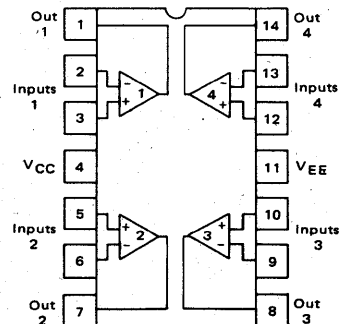 Out
1
1
14
Out
4
2
13
Inputs
1
- + 1
4 - +
Inputs
4
3
12
VCC
4
11
VEE
5
10
Inputs
2
+ - 2
3 + -
Inputs
3
6
9
Out
2
7
8
Out
3